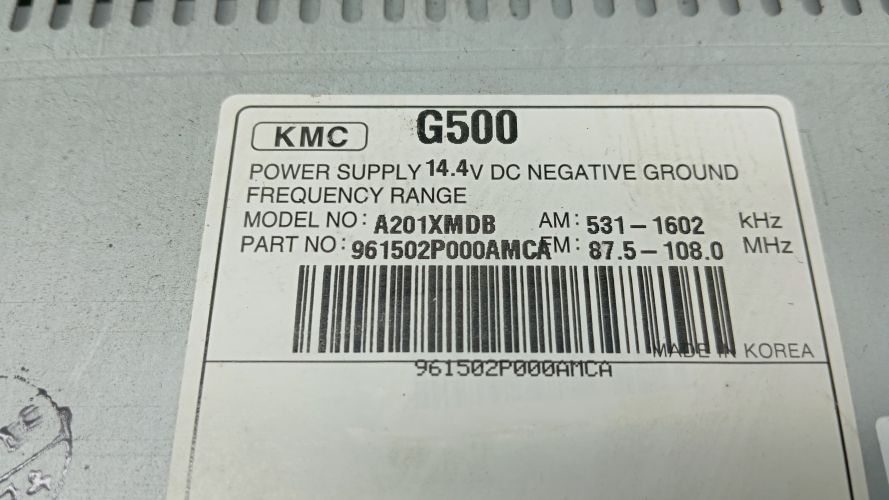 KMC G500
POWER SUPPLY 14.4V DC NEGATIVE GROUND
FREQUENCY RANGE
MODEL NO: A201XMDB AM: 531-1602 kHz
PART NO: 961502P000AMCA FM: 87.5-108.0 MHz
MADE IN KOREA
961502P000AMCA